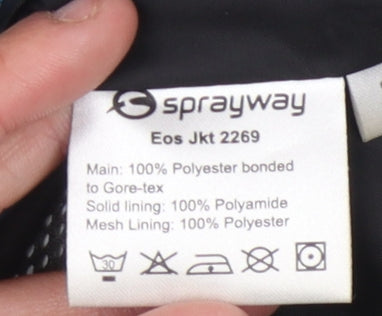 sprayway
Eos Jkt 2269
Main: 100% Polyester bonded
to Gore-tex
Solid lining: 100% Polyamide
Mesh Lining: 100% Polyester
30